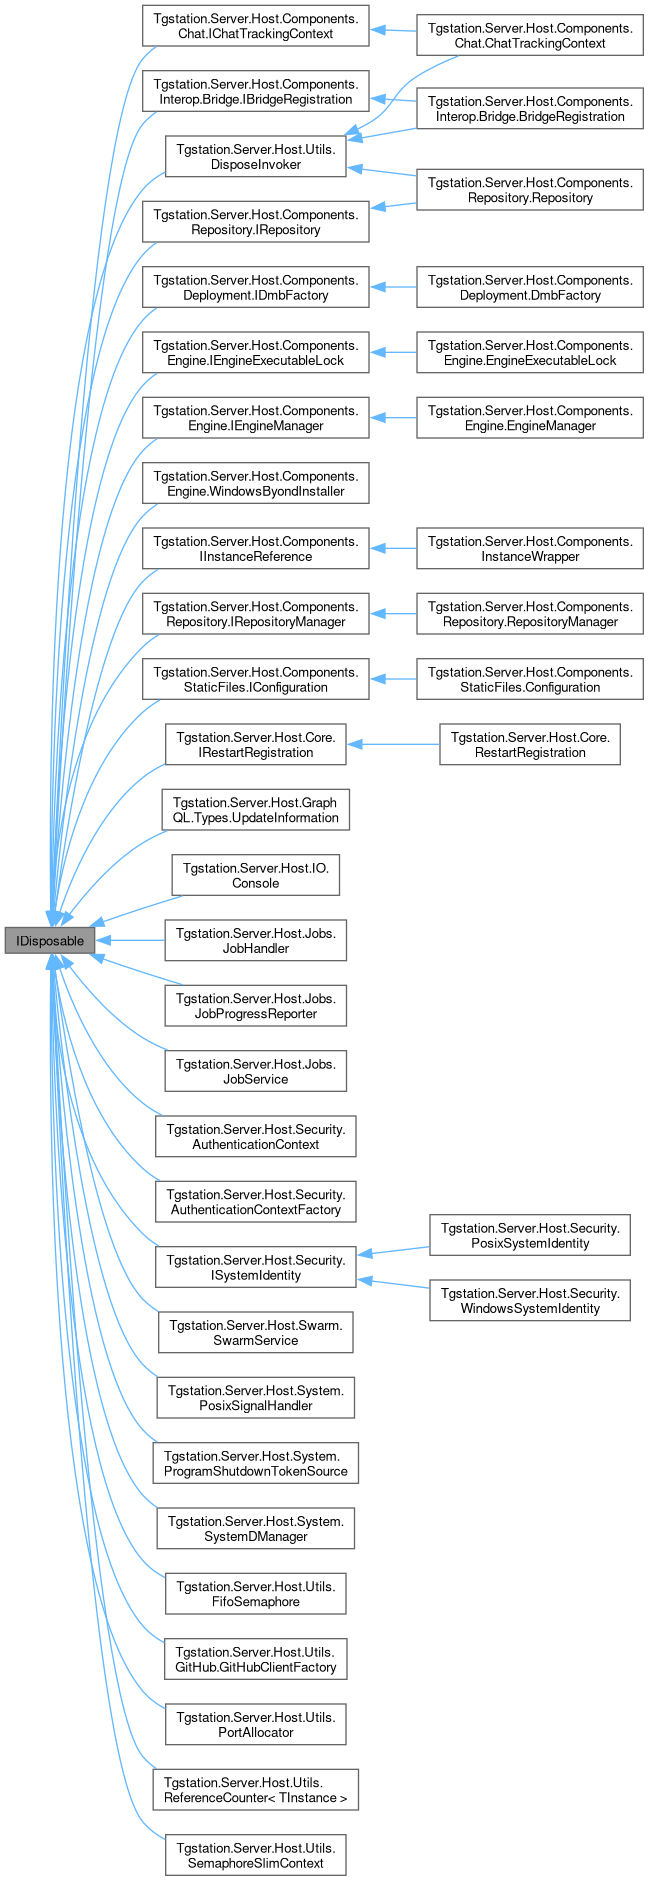 Tgstation.Server.Host.Components.
Chat.IChatTrackingContext
Tgstation.Server.Host.Components.
Chat.ChatTrackingContext
Tgstation.Server.Host.Components.
Interop.Bridge.IBridgeRegistration
Tgstation.Server.Host.Components.
Interop.Bridge.BridgeRegistration
Tgstation.Server.Host.Utils.
DisposeInvoker
Tgstation.Server.Host.Components.
Repository.Repository
Tgstation.Server.Host.Components.
Repository.IRepository
Tgstation.Server.Host.Components.
Deployment.IDmbFactory
Tgstation.Server.Host.Components.
Deployment.DmbFactory
Tgstation.Server.Host.Components.
Engine.IEngineExecutableLock
Tgstation.Server.Host.Components.
Engine.EngineExecutableLock
Tgstation.Server.Host.Components.
Engine.IEngineManager
Tgstation.Server.Host.Components.
Engine.EngineManager
Tgstation.Server.Host.Components.
Engine.WindowsByondInstaller
Tgstation.Server.Host.Components.
IInstanceReference
Tgstation.Server.Host.Components.
InstanceWrapper
Tgstation.Server.Host.Components.
Repository.IRepositoryManager
Tgstation.Server.Host.Components.
Repository.RepositoryManager
Tgstation.Server.Host.Components.
StaticFiles.IConfiguration
Tgstation.Server.Host.Components.
StaticFiles.Configuration
Tgstation.Server.Host.Core.
IRestartRegistration
Tgstation.Server.Host.Core.
RestartRegistration
Tgstation.Server.Host.Graph
QL.Types.UpdateInformation
Tgstation.Server.Host.IO.
Console
IDisposable
Tgstation.Server.Host.Jobs.
JobHandler
Tgstation.Server.Host.Jobs.
JobProgressReporter
Tgstation.Server.Host.Jobs.
JobService
Tgstation.Server.Host.Security.
AuthenticationContext
Tgstation.Server.Host.Security.
AuthenticationContextFactory
Tgstation.Server.Host.Security.
ISystemIdentity
Tgstation.Server.Host.Security.
PosixSystemIdentity
Tgstation.Server.Host.Security.
WindowsSystemIdentity
Tgstation.Server.Host.Swarm.
SwarmService
Tgstation.Server.Host.System.
PosixSignalHandler
Tgstation.Server.Host.System.
ProgramShutdownTokenSource
Tgstation.Server.Host.System.
SystemDManager
Tgstation.Server.Host.Utils.
FifoSemaphore
Tgstation.Server.Host.Utils.
GitHub.GitHubClientFactory
Tgstation.Server.Host.Utils.
PortAllocator
Tgstation.Server.Host.Utils.
ReferenceCounter< TInstance >
Tgstation.Server.Host.Utils.
SemaphoreSlimContext